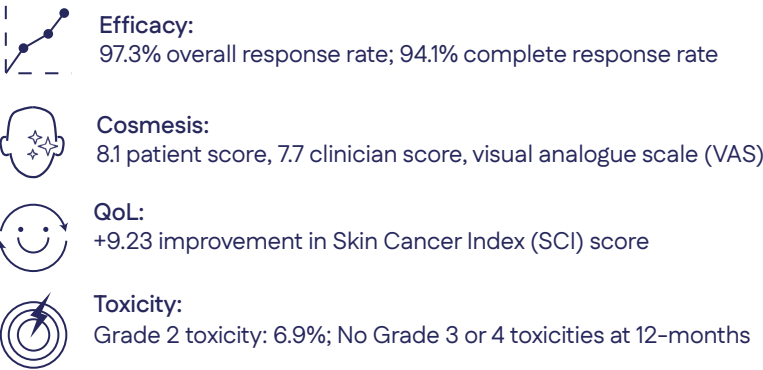 Efficacy:
97.3% overall response rate; 94.1% complete response rate
Cosmesis:
8.1 patient score, 7.7 clinician score, visual analogue scale (VAS)
QoL:
+9.23 improvement in Skin Cancer Index (SCI) score
Toxicity:
Grade 2 toxicity: 6.9%; No Grade 3 or 4 toxicities at 12-months